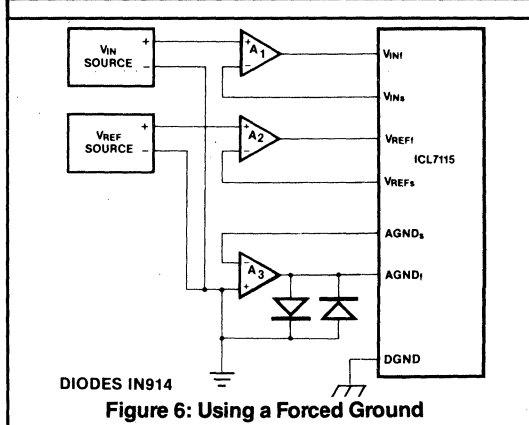 VIN
SOURCE
+
−
VREF
SOURCE
+
−
+
A1
−
+
A2
−
−
A3
+
VINf
VINs
VREFf
ICL7115
VREFs
AGNDs
AGNDf
DGND
DIODES IN914
Figure 6: Using a Forced Ground